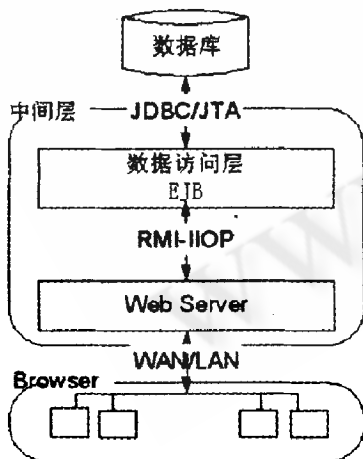 数据库
中间层 JDBC/JTA
数据访问层
EJB
RMI-IIOP
Web Server
WAN/LAN
Browser